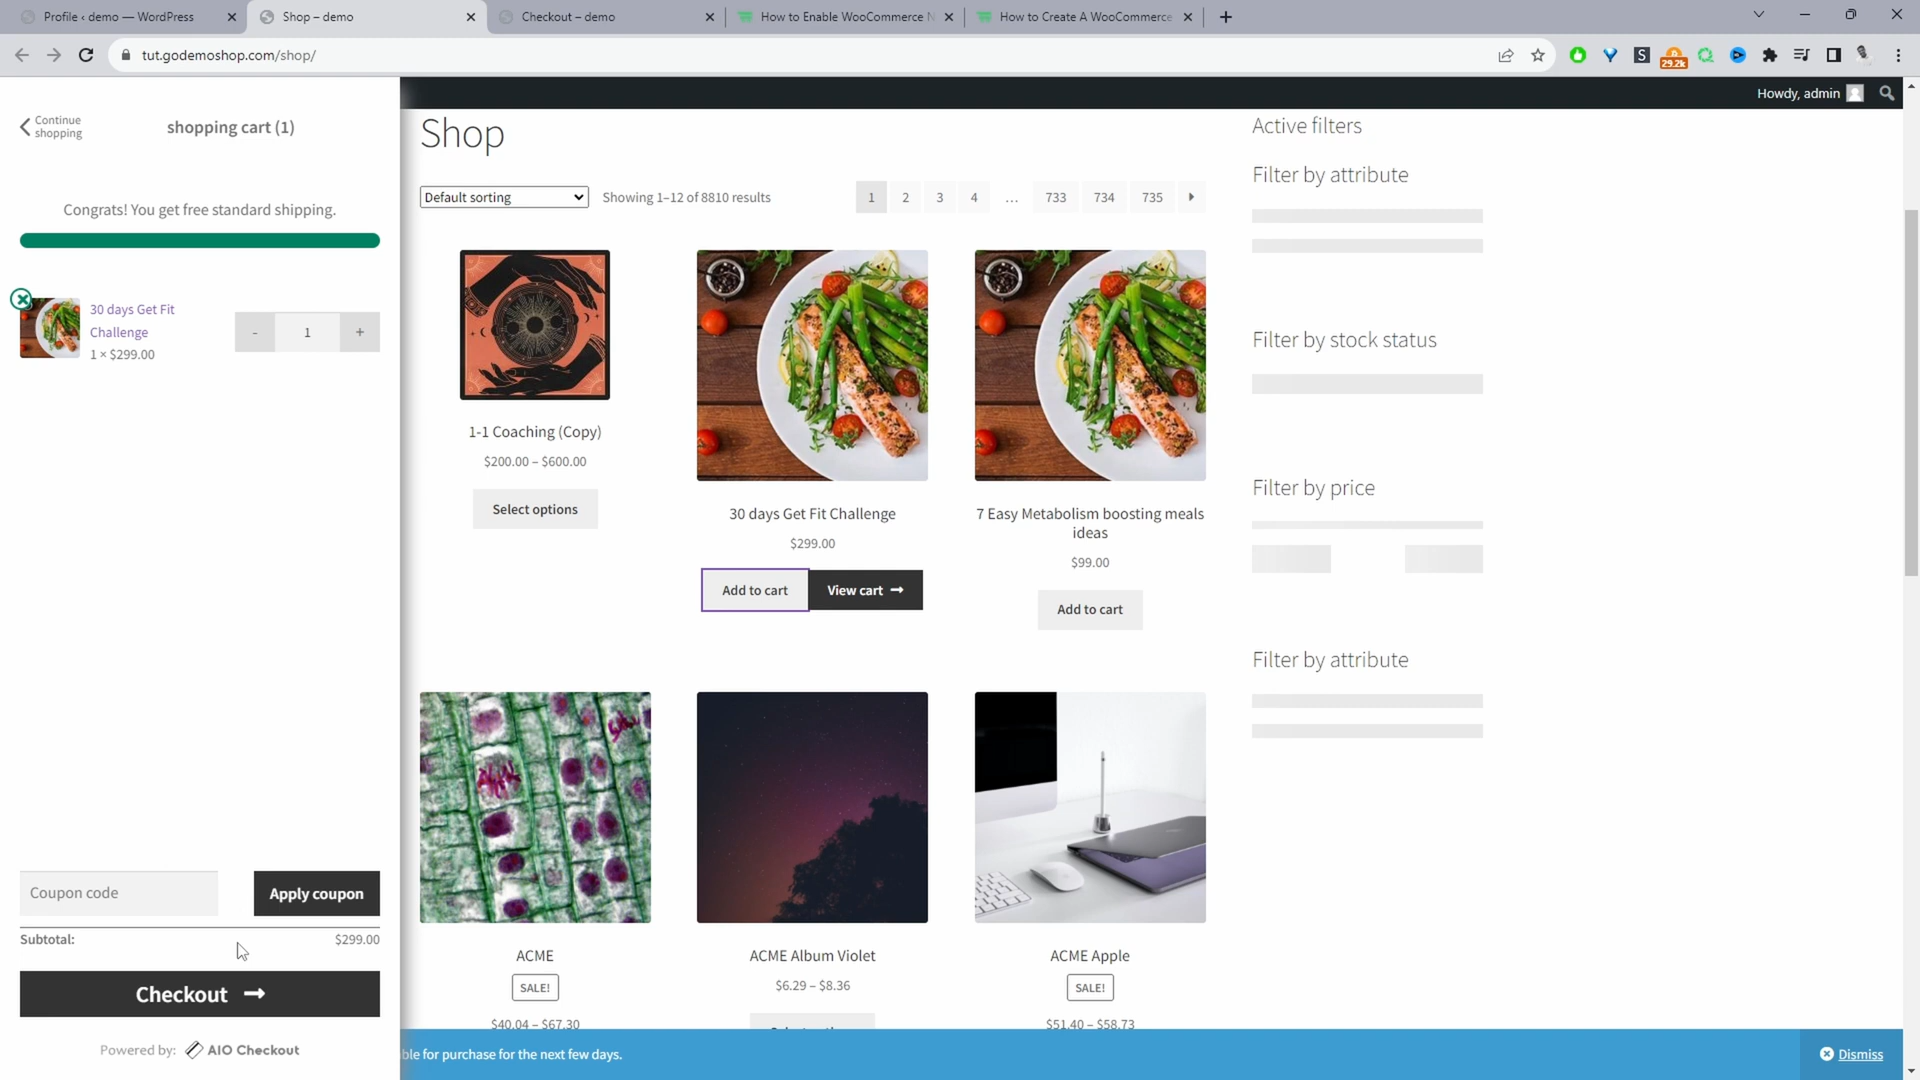 Profile ‹ demo — WordPress
Shop – demo
Checkout – demo
How to Enable WooCommerce
How to Create A WooCommerce
tut.godemoshop.com/shop/
S
29.2k
Howdy, admin
Continue shopping
shopping cart (1)
Congrats! You get free standard shipping.
30 days Get Fit
Challenge
1 × $299.00
-
1
+
Coupon code
Apply coupon
Subtotal:
$299.00
Checkout
Powered by: AIO Checkout
Shop
Default sorting
Showing 1–12 of 8810 results
1 2 3 4 … 733 734 735
1-1 Coaching (Copy)
$200.00 – $600.00
Select options
30 days Get Fit Challenge
$299.00
Add to cart
View cart
7 Easy Metabolism boosting meals
ideas
$99.00
Add to cart
ACME
SALE!
$40.04 – $67.30
ACME Album Violet
$6.29 – $8.36
ACME Apple
SALE!
$51.40 – $58.73
Active filters
Filter by attribute
Filter by stock status
Filter by price
Filter by attribute
for purchase for the next few days.
Dismiss